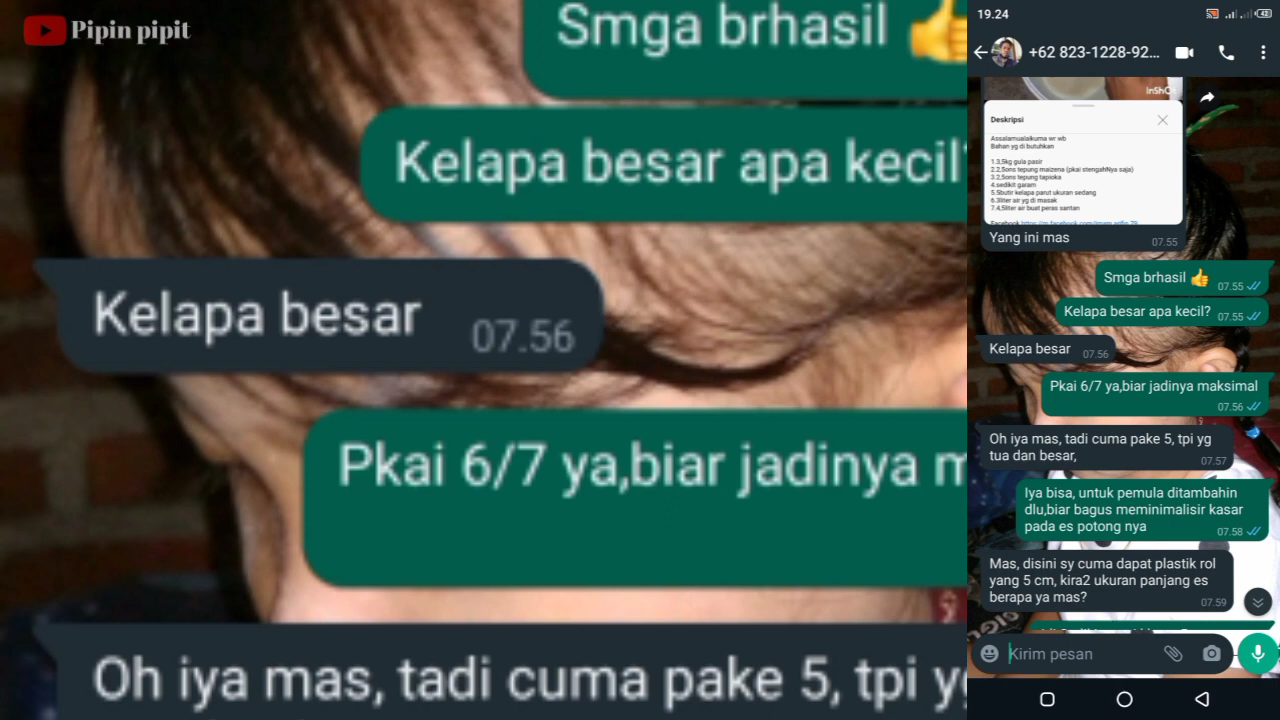 Pipin pipit
Smga brhasil 👍
Kelapa besar apa kecil?
Kelapa besar 07.56
Pkai 6/7 ya,biar jadinya m
Oh iya mas, tadi cuma pake 5, tpi yg
19.24
+62 823-1228-92...
InSho
Deskripsi
Assalamualaikuma wr wb
Bahan yg di butuhkan
1.3,5kg gula pasir
2.2,5ons tepung maizena (pkai stengahNya saja)
3.2,5ons tepung tapioka
4.sedikit garam
5.5butir kelapa parut ukuran sedang
6.3liter air yg di masak
7.4,5liter air buat peras santan
Yang ini mas 07.55
Smga brhasil 👍 07.55
Kelapa besar apa kecil? 07.55
Kelapa besar 07.56
Pkai 6/7 ya,biar jadinya maksimal
07.56
Oh iya mas, tadi cuma pake 5, tpi yg
tua dan besar, 07.57
Iya bisa, untuk pemula ditambahin
dlu,biar bagus meminimalisir kasar
pada es potong nya 07.58
Mas, disini sy cuma dapat plastik rol
yang 5 cm, kira2 ukuran panjang es
berapa ya mas? 07.59
Kirim pesan